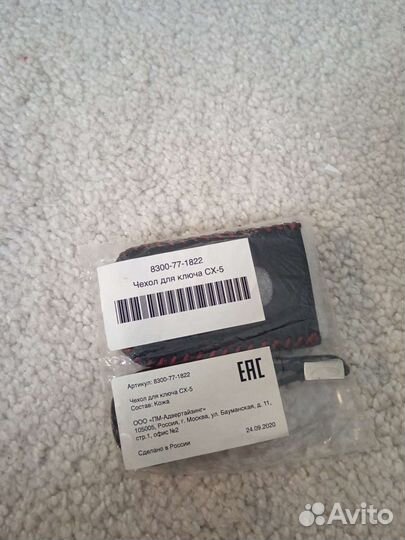 8300-77-1822
Чехол для ключа CX-5
Артикул: 8300-77-1822
EAC
Чехол для ключа CX-5
Состав: Кожа
ООО «ПМ-Адвертайзинг»
105005, Россия, г. Москва, ул. Бауманская, д. 11,
стр.1, офис №2
Сделано в России
24.09.2020
Avito